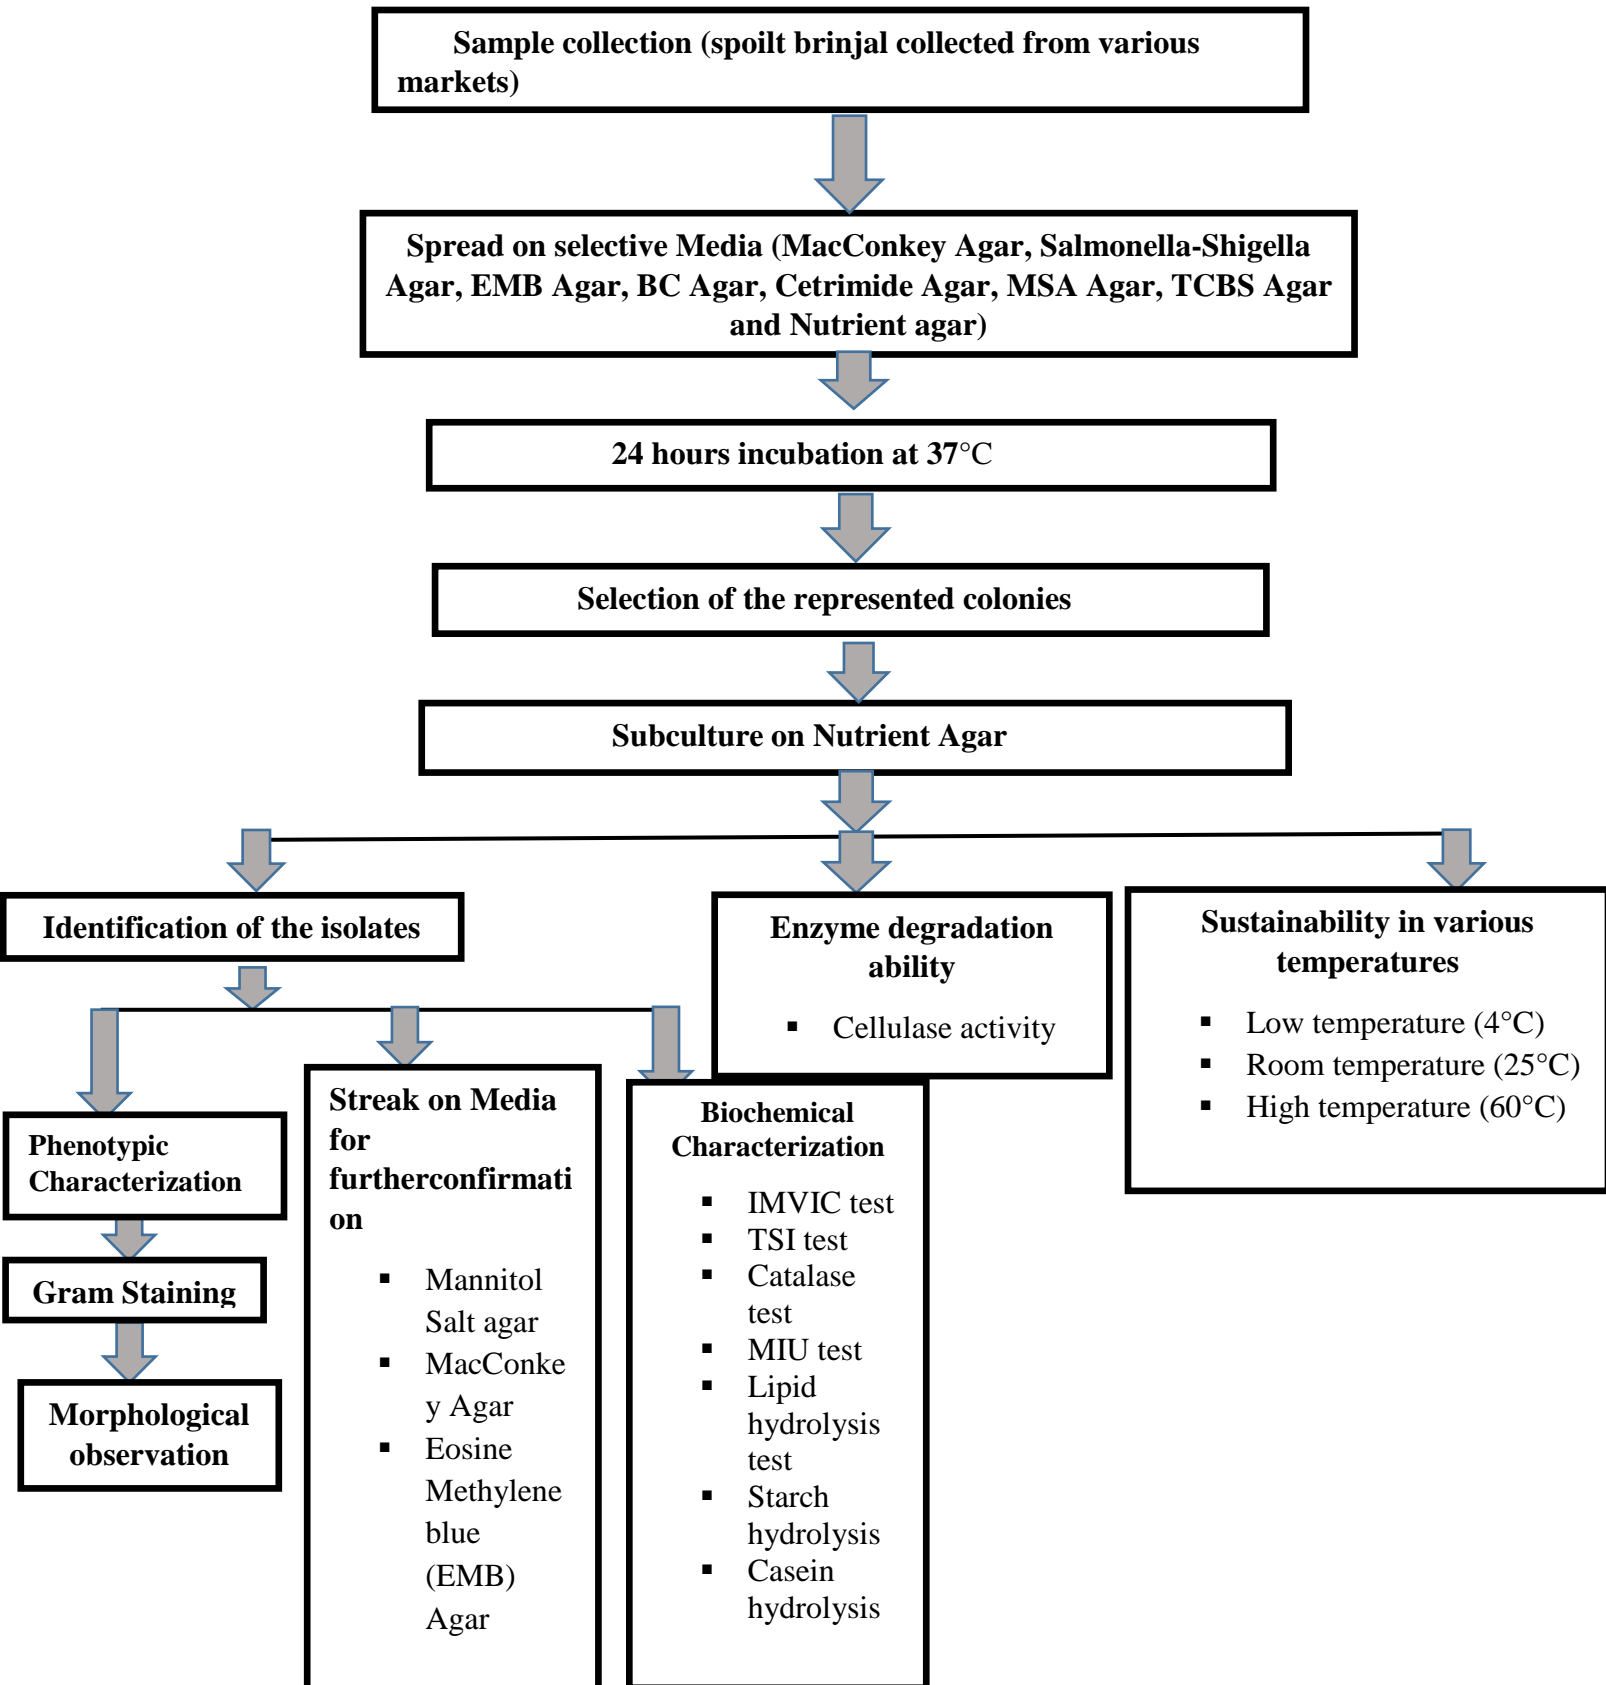 Sample collection (spoilt brinjal collected from various
markets)
Spread on selective Media (MacConkey Agar, Salmonella-Shigella
Agar, EMB Agar, BC Agar, Cetrimide Agar, MSA Agar, TCBS Agar
and Nutrient agar)
24 hours incubation at 37°C
Selection of the represented colonies
Subculture on Nutrient Agar
Identification of the isolates
Enzyme degradation
ability
▪ Cellulase activity
Sustainability in various
temperatures
▪ Low temperature (4°C)
▪ Room temperature (25°C)
▪ High temperature (60°C)
Phenotypic
Characterization
Gram Staining
Morphological
observation
Streak on Media
for
furtherconfirmati
on
▪ Mannitol
Salt agar
▪ MacConke
y Agar
▪ Eosine
Methylene
blue
(EMB)
Agar
Biochemical
Characterization
▪ IMVIC test
▪ TSI test
▪ Catalase
test
▪ MIU test
▪ Lipid
hydrolysis
test
▪ Starch
hydrolysis
▪ Casein
hydrolysis